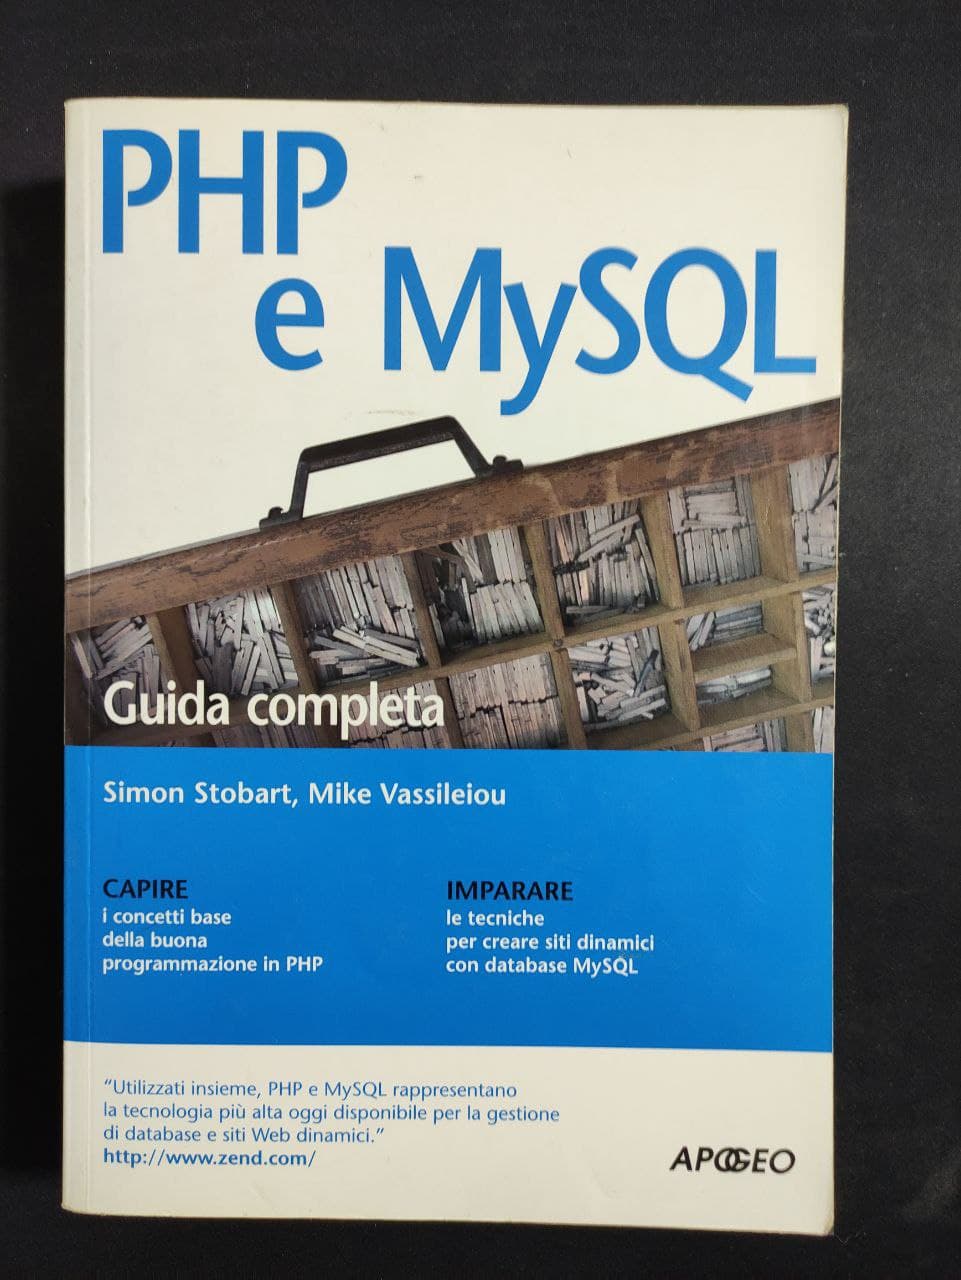 PHP
e MySQL
Guida completa
Simon Stobart, Mike Vassileiou
CAPIRE
i concetti base
della buona
programmazione in PHP
IMPARARE
le tecniche
per creare siti dinamici
con database MySQL
“Utilizzati insieme, PHP e MySQL rappresentano
la tecnologia più alta oggi disponibile per la gestione
di database e siti Web dinamici.”
http://www.zend.com/
APOGEO